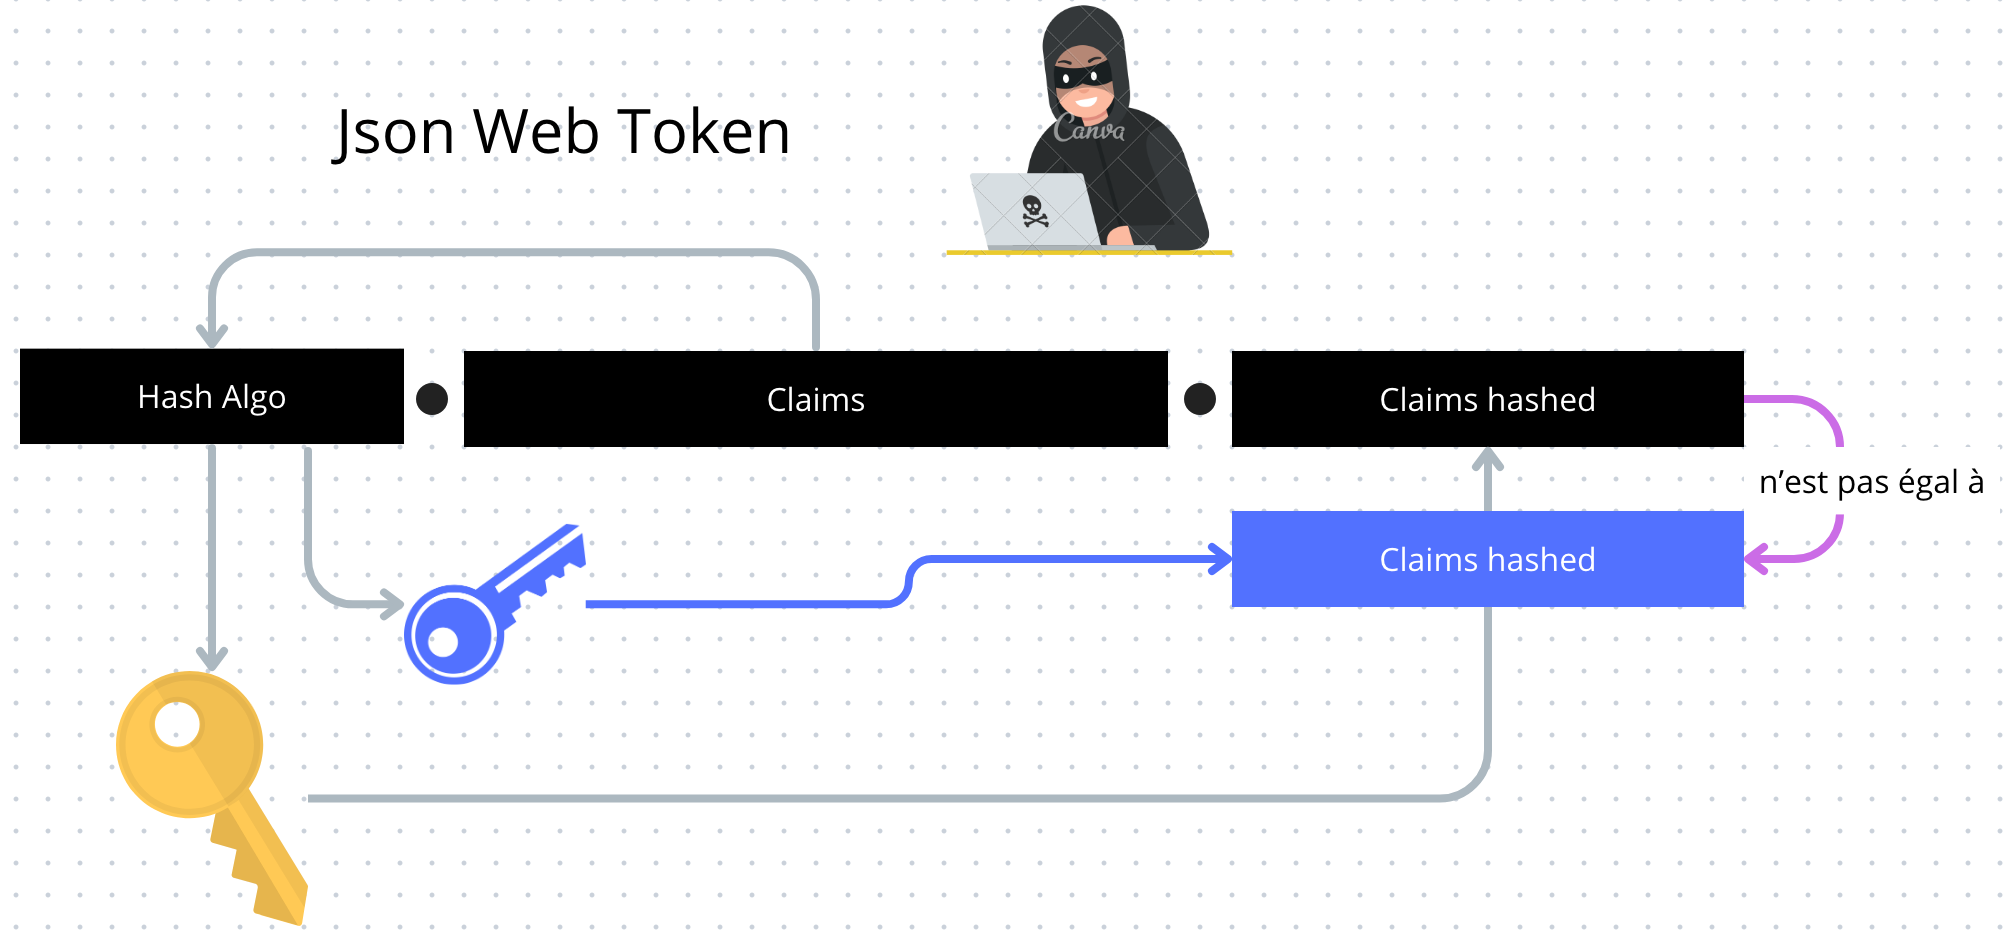 Json Web Token
Canva
Hash Algo
Claims
Claims hashed
n’est pas égal à
Claims hashed